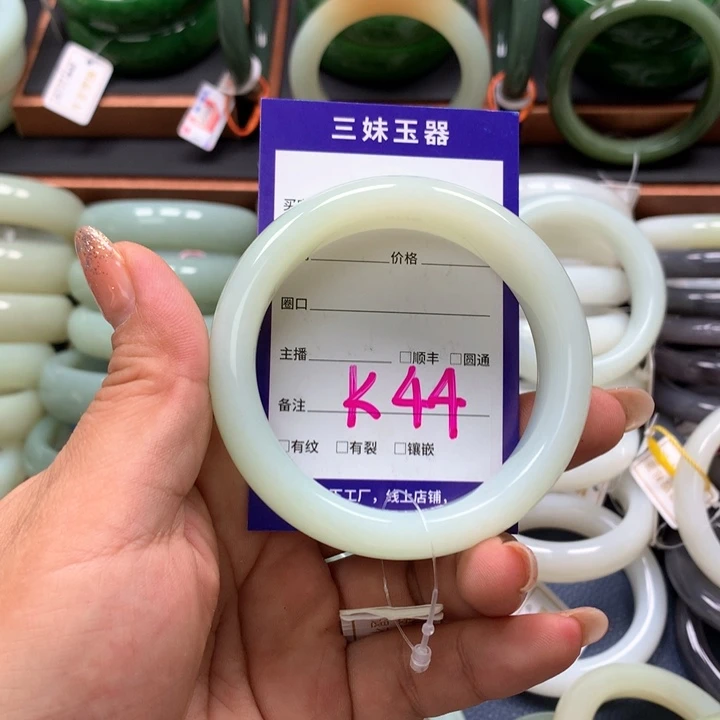 三妹玉器
买
价格
圈口
主播 □顺丰 □圆通
备注 K44
□有纹 □有裂 □镶嵌
工厂，线上店铺，